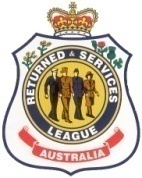 RETURNED & SERVICES
LEAGUE
AUSTRALIA